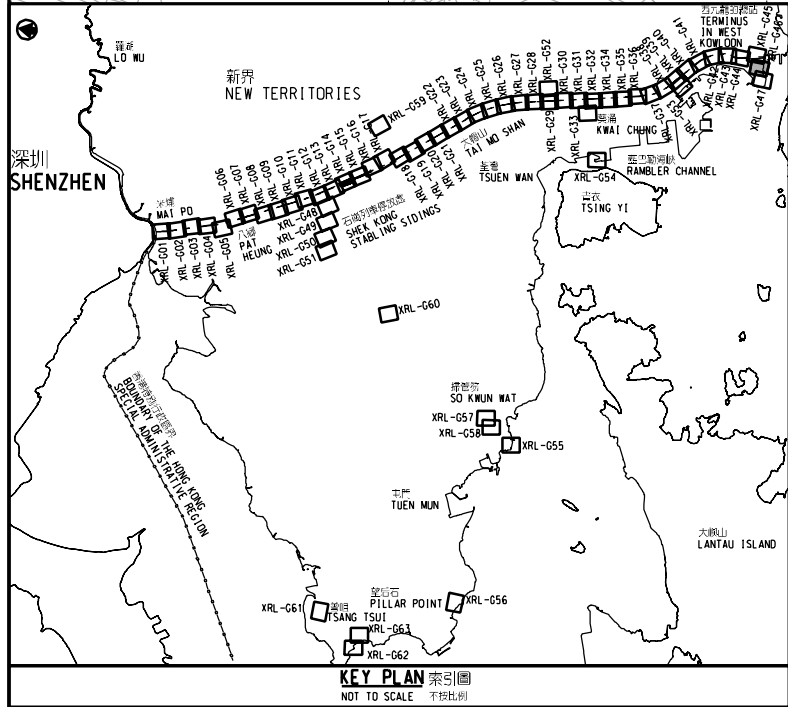 羅湖
LO WU
新界
NEW TERRITORIES
深圳
SHENZHEN
米埔
MAI PO
八鄉
PAT
HEUNG
石崗列車停放處
SHEK KONG
STABLING SIDINGS
大帽山
TAI MO SHAN
荃灣
TSUEN WAN
葵涌
KWAI CHUNG
藍巴勒海峽
RAMBLER CHANNEL
青衣
TSING YI
西九龍的總站
TERMINUS
IN WEST
KOWLOON
XRL-G01
XRL-G02
XRL-G03
XRL-G04
XRL-G05
XRL-G06
XRL-G07
XRL-G08
XRL-G09
XRL-G10
XRL-G11
XRL-G12
XRL-G13
XRL-G14
XRL-G15
XRL-G16
XRL-G17
XRL-G18
XRL-G19
XRL-G20
XRL-G21
XRL-G22
XRL-G23
XRL-G24
XRL-G25
XRL-G26
XRL-G27
XRL-G28
XRL-G52
XRL-G29
XRL-G30
XRL-G31
XRL-G32
XRL-G33
XRL-G34
XRL-G35
XRL-G36
XRL-G37
XRL-G40
XRL-G41
XRL-G42
XRL-G43
XRL-G44
XRL-G45
XRL-G47
XRL-G48
XRL-G49
XRL-G50
XRL-G51
XRL-G54
XRL-G59
XRL-G60
掃管笏
SO KWUN WAT
XRL-G57
XRL-G58
XRL-G55
屯門
TUEN MUN
香港特別行政區界
BOUNDARY OF THE HONG KONG
SPECIAL ADMINISTRATIVE REGION
大嶼山
LANTAU ISLAND
望后石
PILLAR POINT
XRL-G56
XRL-G61
曾咀
TSANG TSUI
XRL-G63
XRL-G62
KEY PLAN 索引圖
NOT TO SCALE 不按比例